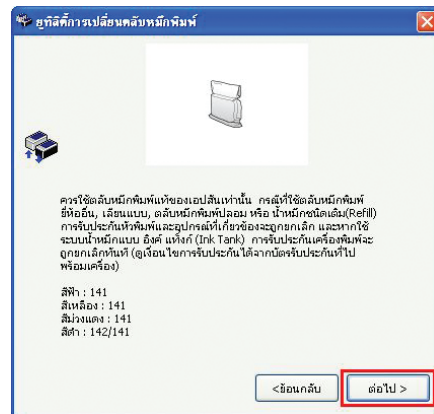 ยูทิลิตี้การเปลี่ยนตลับหมึกพิมพ์
ควรใช้ตลับหมึกพิมพ์แท้ของเอปสันเท่านั้น กรณีที่ใช้ตลับหมึกพิมพ์
ยี่ห้ออื่น, เลียนแบบ, ตลับหมึกพิมพ์ปลอม หรือ น้ำหมึกชนิดเติม(Refill)
การรับประกันหัวพิมพ์และอุปกรณ์ที่เกี่ยวข้องจะถูกยกเลิก และหากใช้
ระบบน้ำหมึกแบบ อิงค์ แท้งก์ (Ink Tank) การรับประกันเครื่องพิมพ์จะ
ถูกยกเลิกทันที (ดูเงื่อนไขการรับประกันได้จากบัตรรับประกันที่ไป
พร้อมเครื่อง)
สีฟ้า : 141
สีเหลือง : 141
สีม่วงแดง : 141
สีดำ : 142/141
<ย้อนกลับ
ต่อไป >